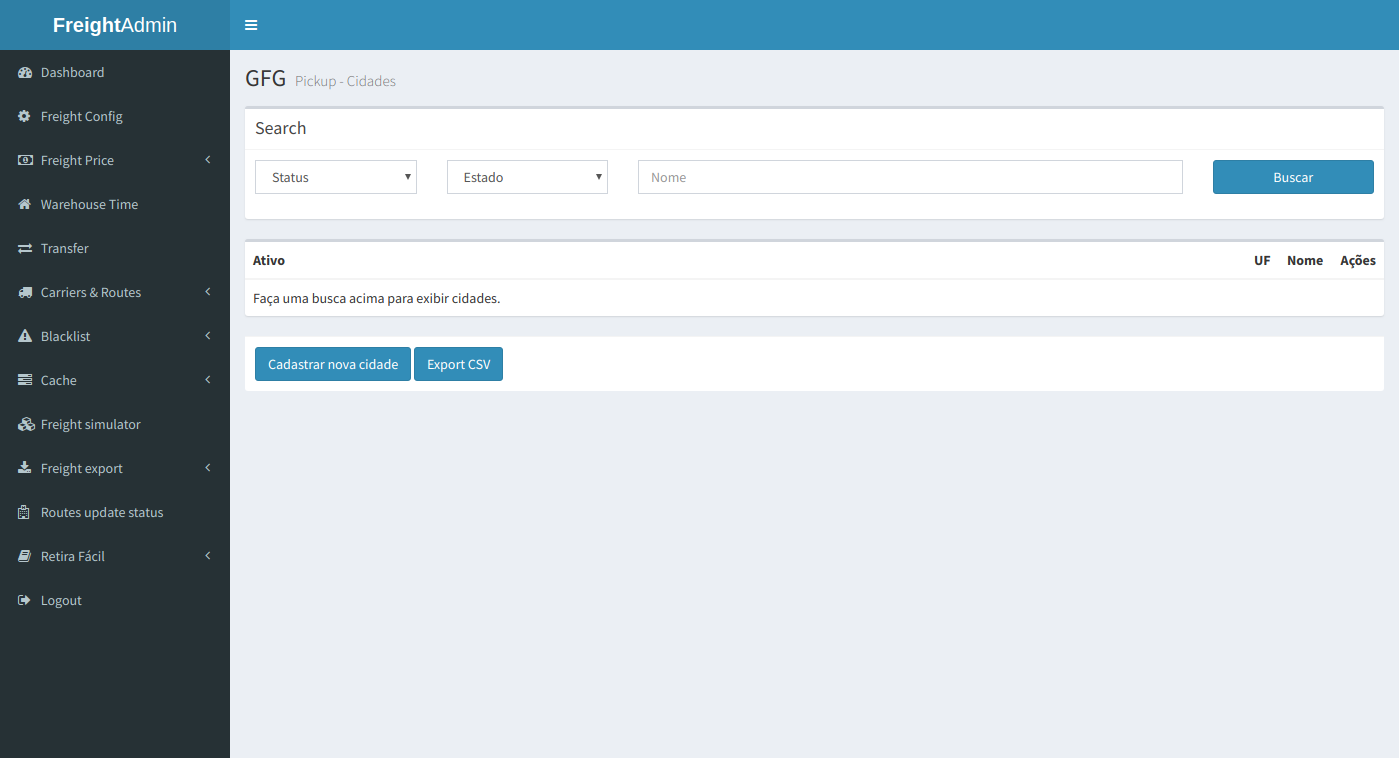 FreightAdmin
Dashboard
Freight Config
Freight Price
Warehouse Time
Transfer
Carriers & Routes
Blacklist
Cache
Freight simulator
Freight export
Routes update status
Retira Fácil
Logout
GFG Pickup - Cidades
Search
Status Estado Nome Buscar
Ativo UF Nome Ações
Faça uma busca acima para exibir cidades.
Cadastrar nova cidade Export CSV